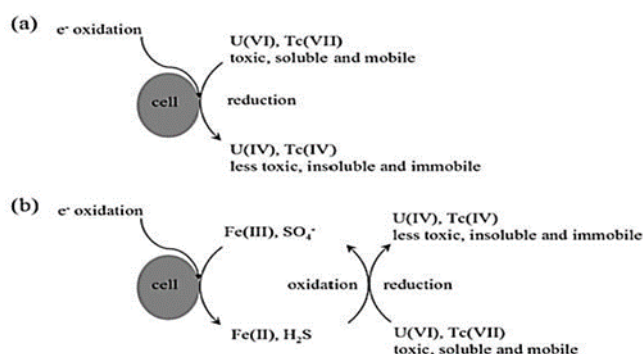 (a)
e⁻ oxidation
U(VI), Tc(VII)
toxic, soluble and mobile
cell
reduction
U(IV), Tc(IV)
less toxic, insoluble and immobile
(b)
e⁻ oxidation
Fe(III), SO₄⁻
U(IV), Tc(IV)
less toxic, insoluble and immobile
cell
oxidation
reduction
Fe(II), H₂S
U(VI), Tc(VII)
toxic, soluble and mobile